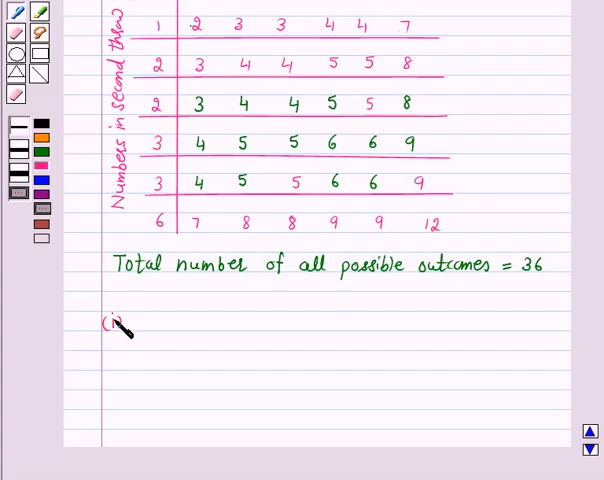 Numbers in second throw
1 2 3 3 4 4 7
2 3 4 4 5 5 8
2 3 4 4 5 5 8
3 4 5 5 6 6 9
3 4 5 5 6 6 9
6 7 8 8 9 9 12
Total number of all possible outcomes = 36
(i)